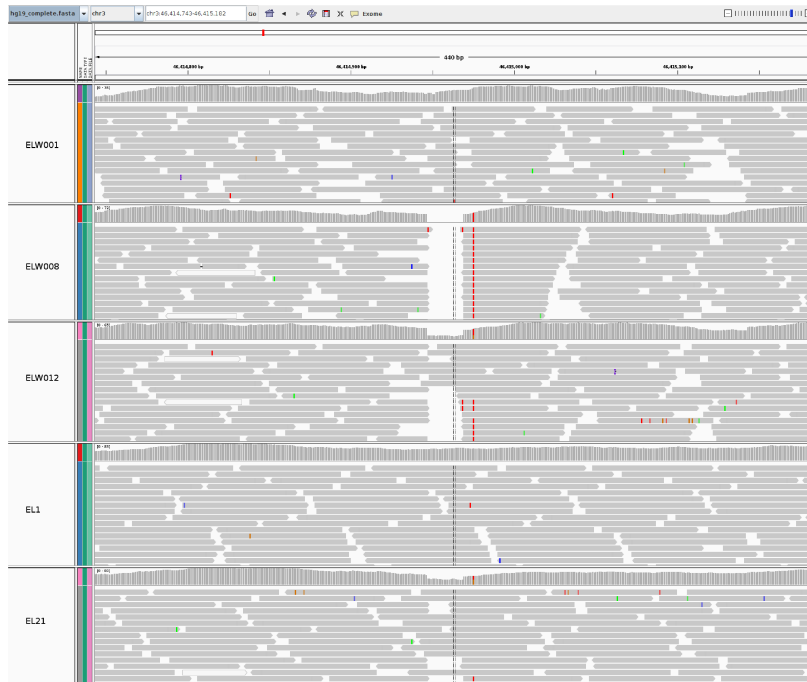 hg19_complete.fasta chr3 chr3:46,414,743-46,415,182 Go Exome
440 bp
46,414,800 bp 46,414,900 bp 46,415,000 bp 46,415,100 bp
ELW001
ELW008
ELW012
EL1
EL21